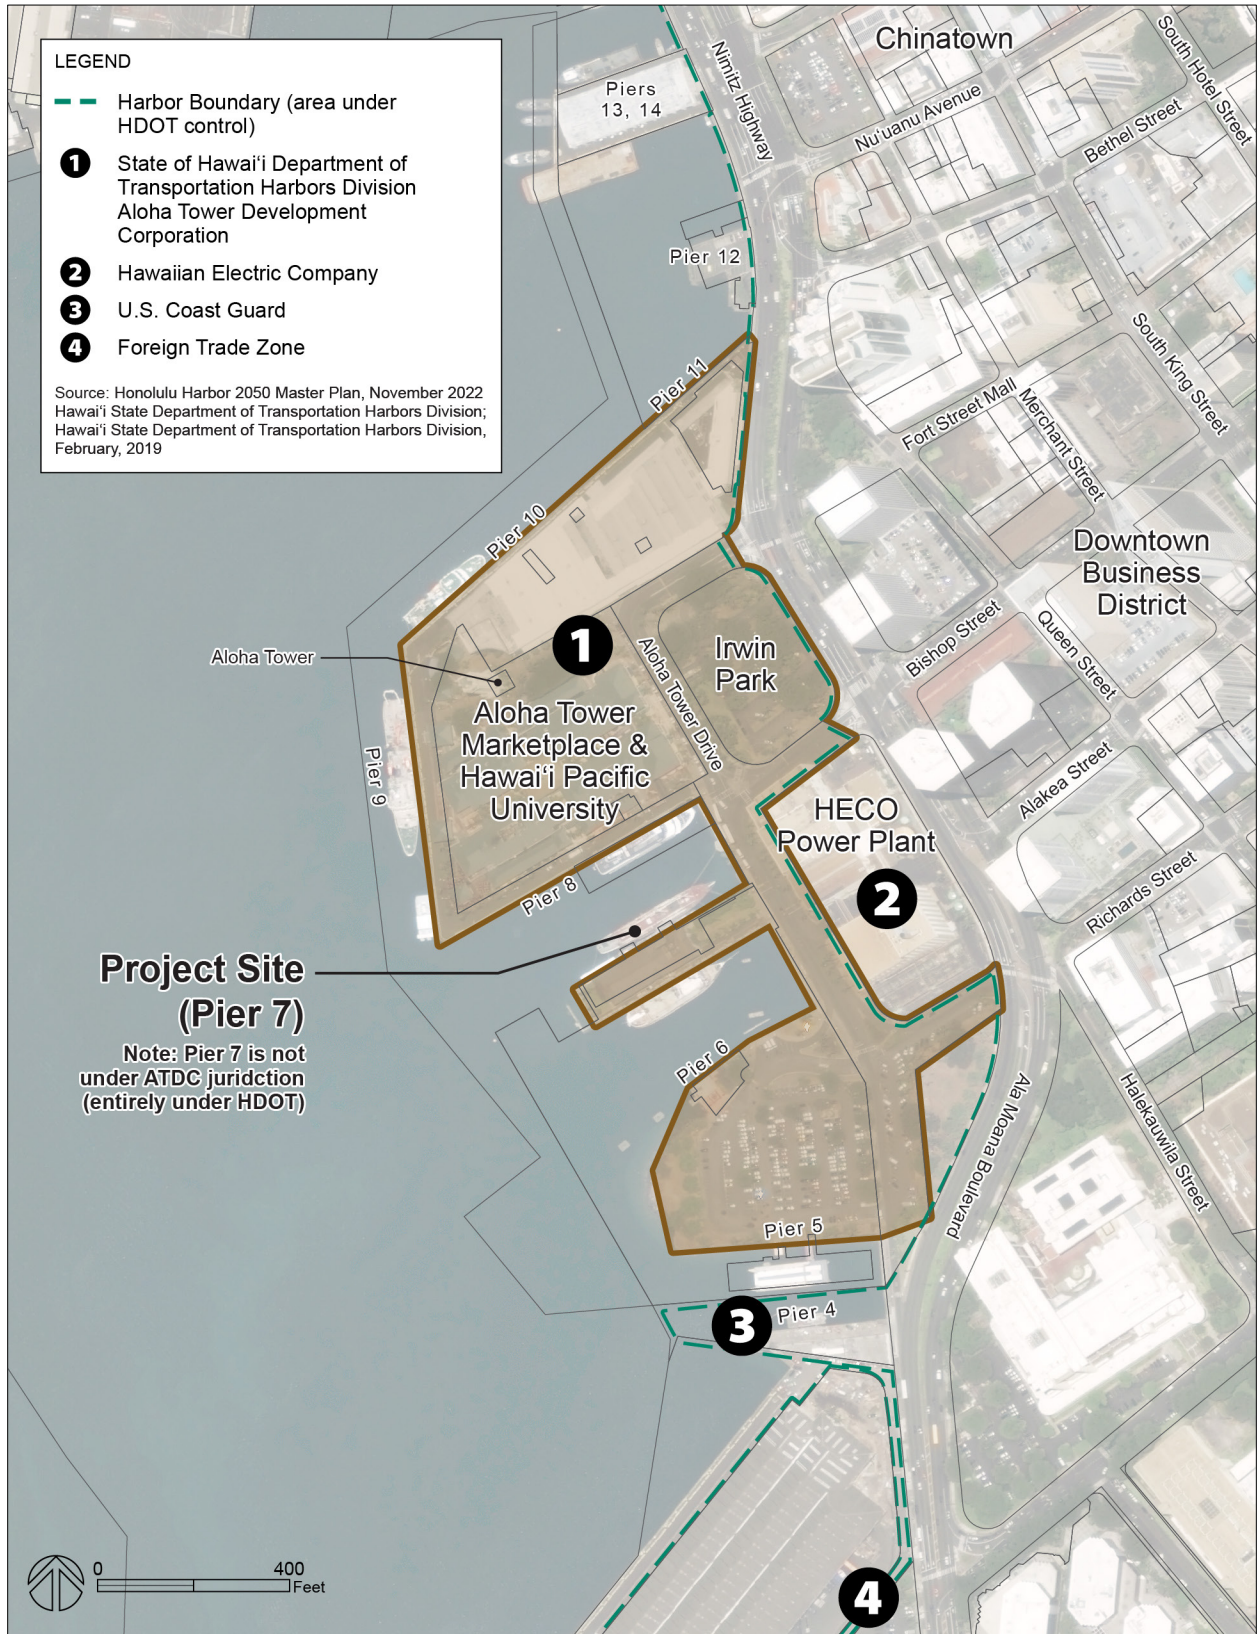 LEGEND
Harbor Boundary (area under
HDOT control)
1
State of Hawaiʻi Department of
Transportation Harbors Division
Aloha Tower Development
Corporation
2
Hawaiian Electric Company
3
U.S. Coast Guard
4
Foreign Trade Zone
Source: Honolulu Harbor 2050 Master Plan, November 2022
Hawaiʻi State Department of Transportation Harbors Division;
Hawaiʻi State Department of Transportation Harbors Division,
February, 2019
Chinatown
South Hotel Street
Nimitz Highway
Piers
13, 14
Nuʻuanu Avenue
Bethel Street
Pier 12
South King Street
Pier 11
Fort Street Mall
Merchant Street
Pier 10
Downtown
Business
District
Bishop Street
Queen Street
1
Aloha Tower
Irwin
Park
Aloha Tower Drive
Aloha Tower
Marketplace &
Hawaiʻi Pacific
University
Pier 9
Alakea Street
HECO
Power Plant
2
Pier 8
Richards Street
Project Site
(Pier 7)
Note: Pier 7 is not
under ATDC juridction
(entirely under HDOT)
Pier 6
Ala Moana Boulevard
Halekauwila Street
Pier 5
3
Pier 4
4
0
400
Feet